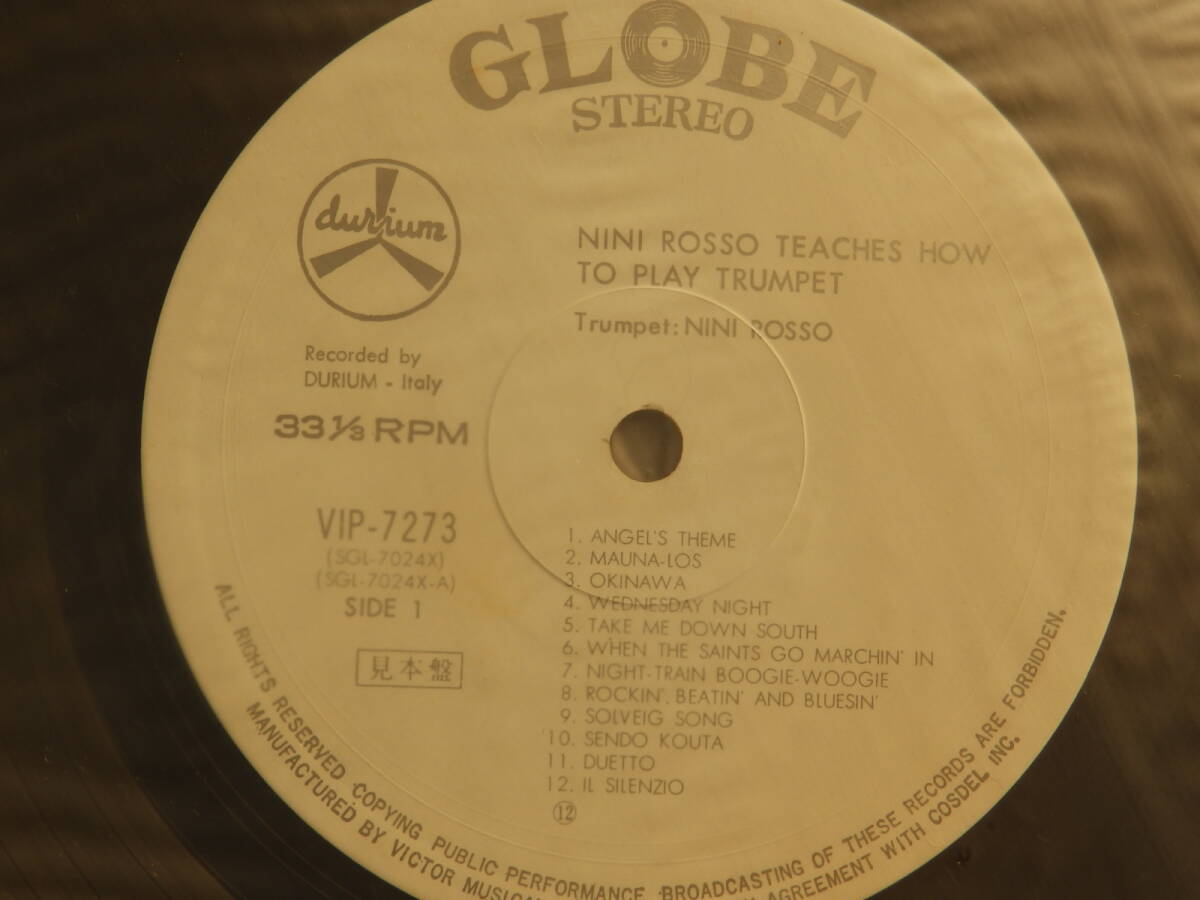 GLOBE
STEREO
durium
NINI ROSSO TEACHES HOW
TO PLAY TRUMPET
Trumpet: NINI ROSSO
Recorded by
DURIUM - Italy
33 1/3 RPM
VIP-7273
(SGL-7024X)
(SGL-7024X-A)
SIDE 1
見本盤
1. ANGEL'S THEME
2. MAUNA-LOS
3. OKINAWA
4. WEDNESDAY NIGHT
5. TAKE ME DOWN SOUTH
6. WHEN THE SAINTS GO MARCHIN' IN
7. NIGHT-TRAIN BOOGIE-WOOGIE
8. ROCKIN', BEATIN' AND BLUESIN'
9. SOLVEIG SONG
10. SENDO KOUTA
11. DUETTO
12. IL SILENZIO
⑫
ALL RIGHTS RESERVED · COPYING PUBLIC PERFORMANCE · BROADCASTING OF THESE RECORDS ARE FORBIDDEN.
MANUFACTURED BY VICTOR AGREEMENT WITH COSDEL INC.